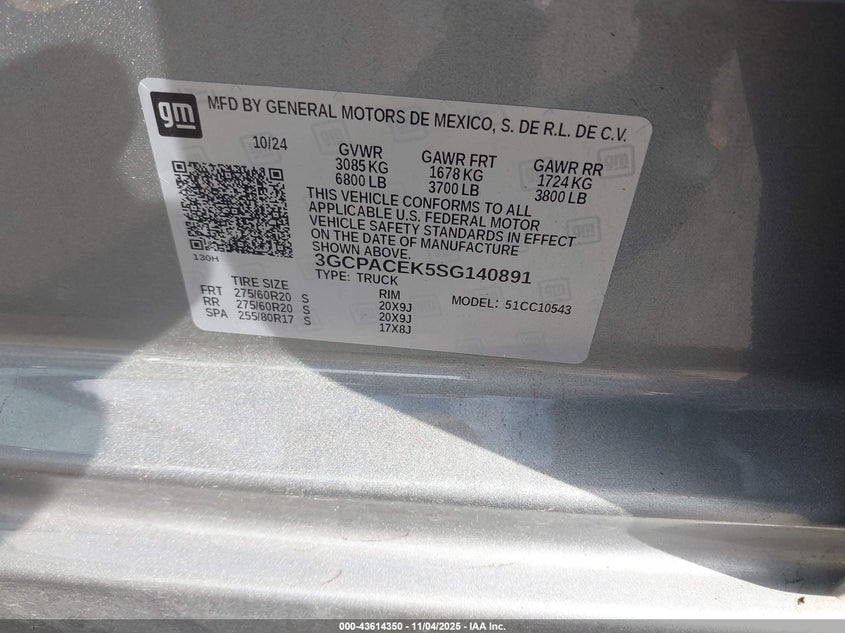 gm
MFD BY GENERAL MOTORS DE MEXICO, S. DE R.L. DE C.V.
10/24 GVWR GAWR FRT GAWR RR
3085 KG 1678 KG 1724 KG
6800 LB 3700 LB 3800 LB
THIS VEHICLE CONFORMS TO ALL
APPLICABLE U.S. FEDERAL MOTOR
VEHICLE SAFETY STANDARDS IN EFFECT
ON THE DATE OF MANUFACTURE
SHOWN ABOVE.
130H
3GCPACEK5SG140891
TYPE: TRUCK
TIRE SIZE RIM MODEL: 51CC10543
FRT 275/60R20 S 20X9J
RR 275/60R20 S 20X9J
SPA 255/80R17 S 17X8J
000-43614350 - 11/04/2025 - IAA Inc.